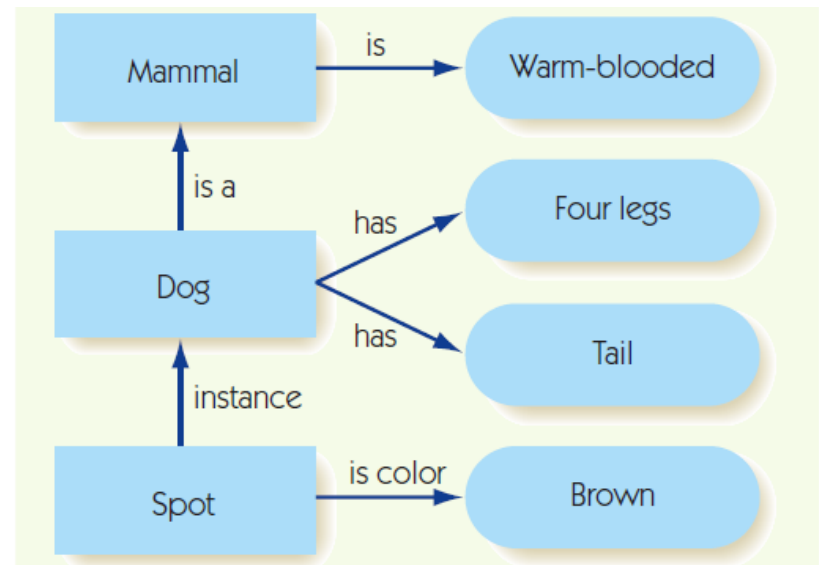 Mammal
is
Warm-blooded
is a
has
Four legs
Dog
has
Tail
instance
Spot
is color
Brown